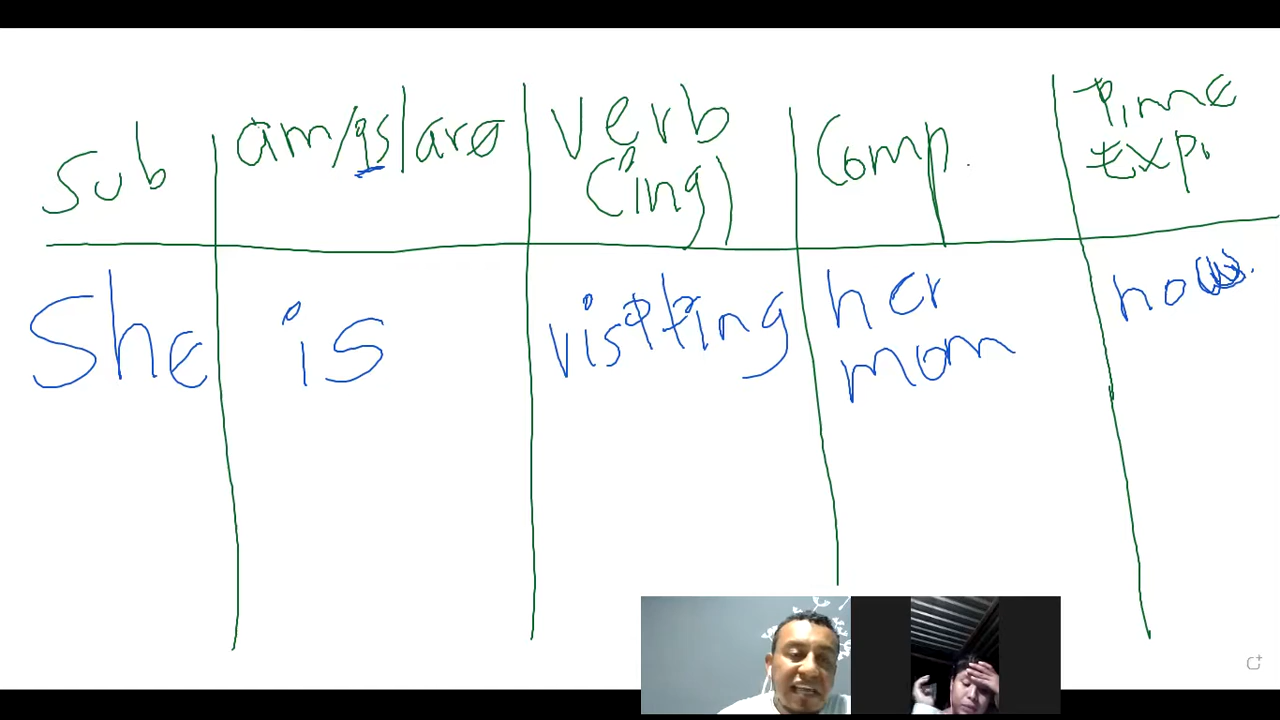 Sub am/is/are Verb (ing) Comp. Time Exp.
She is visiting her mom now.